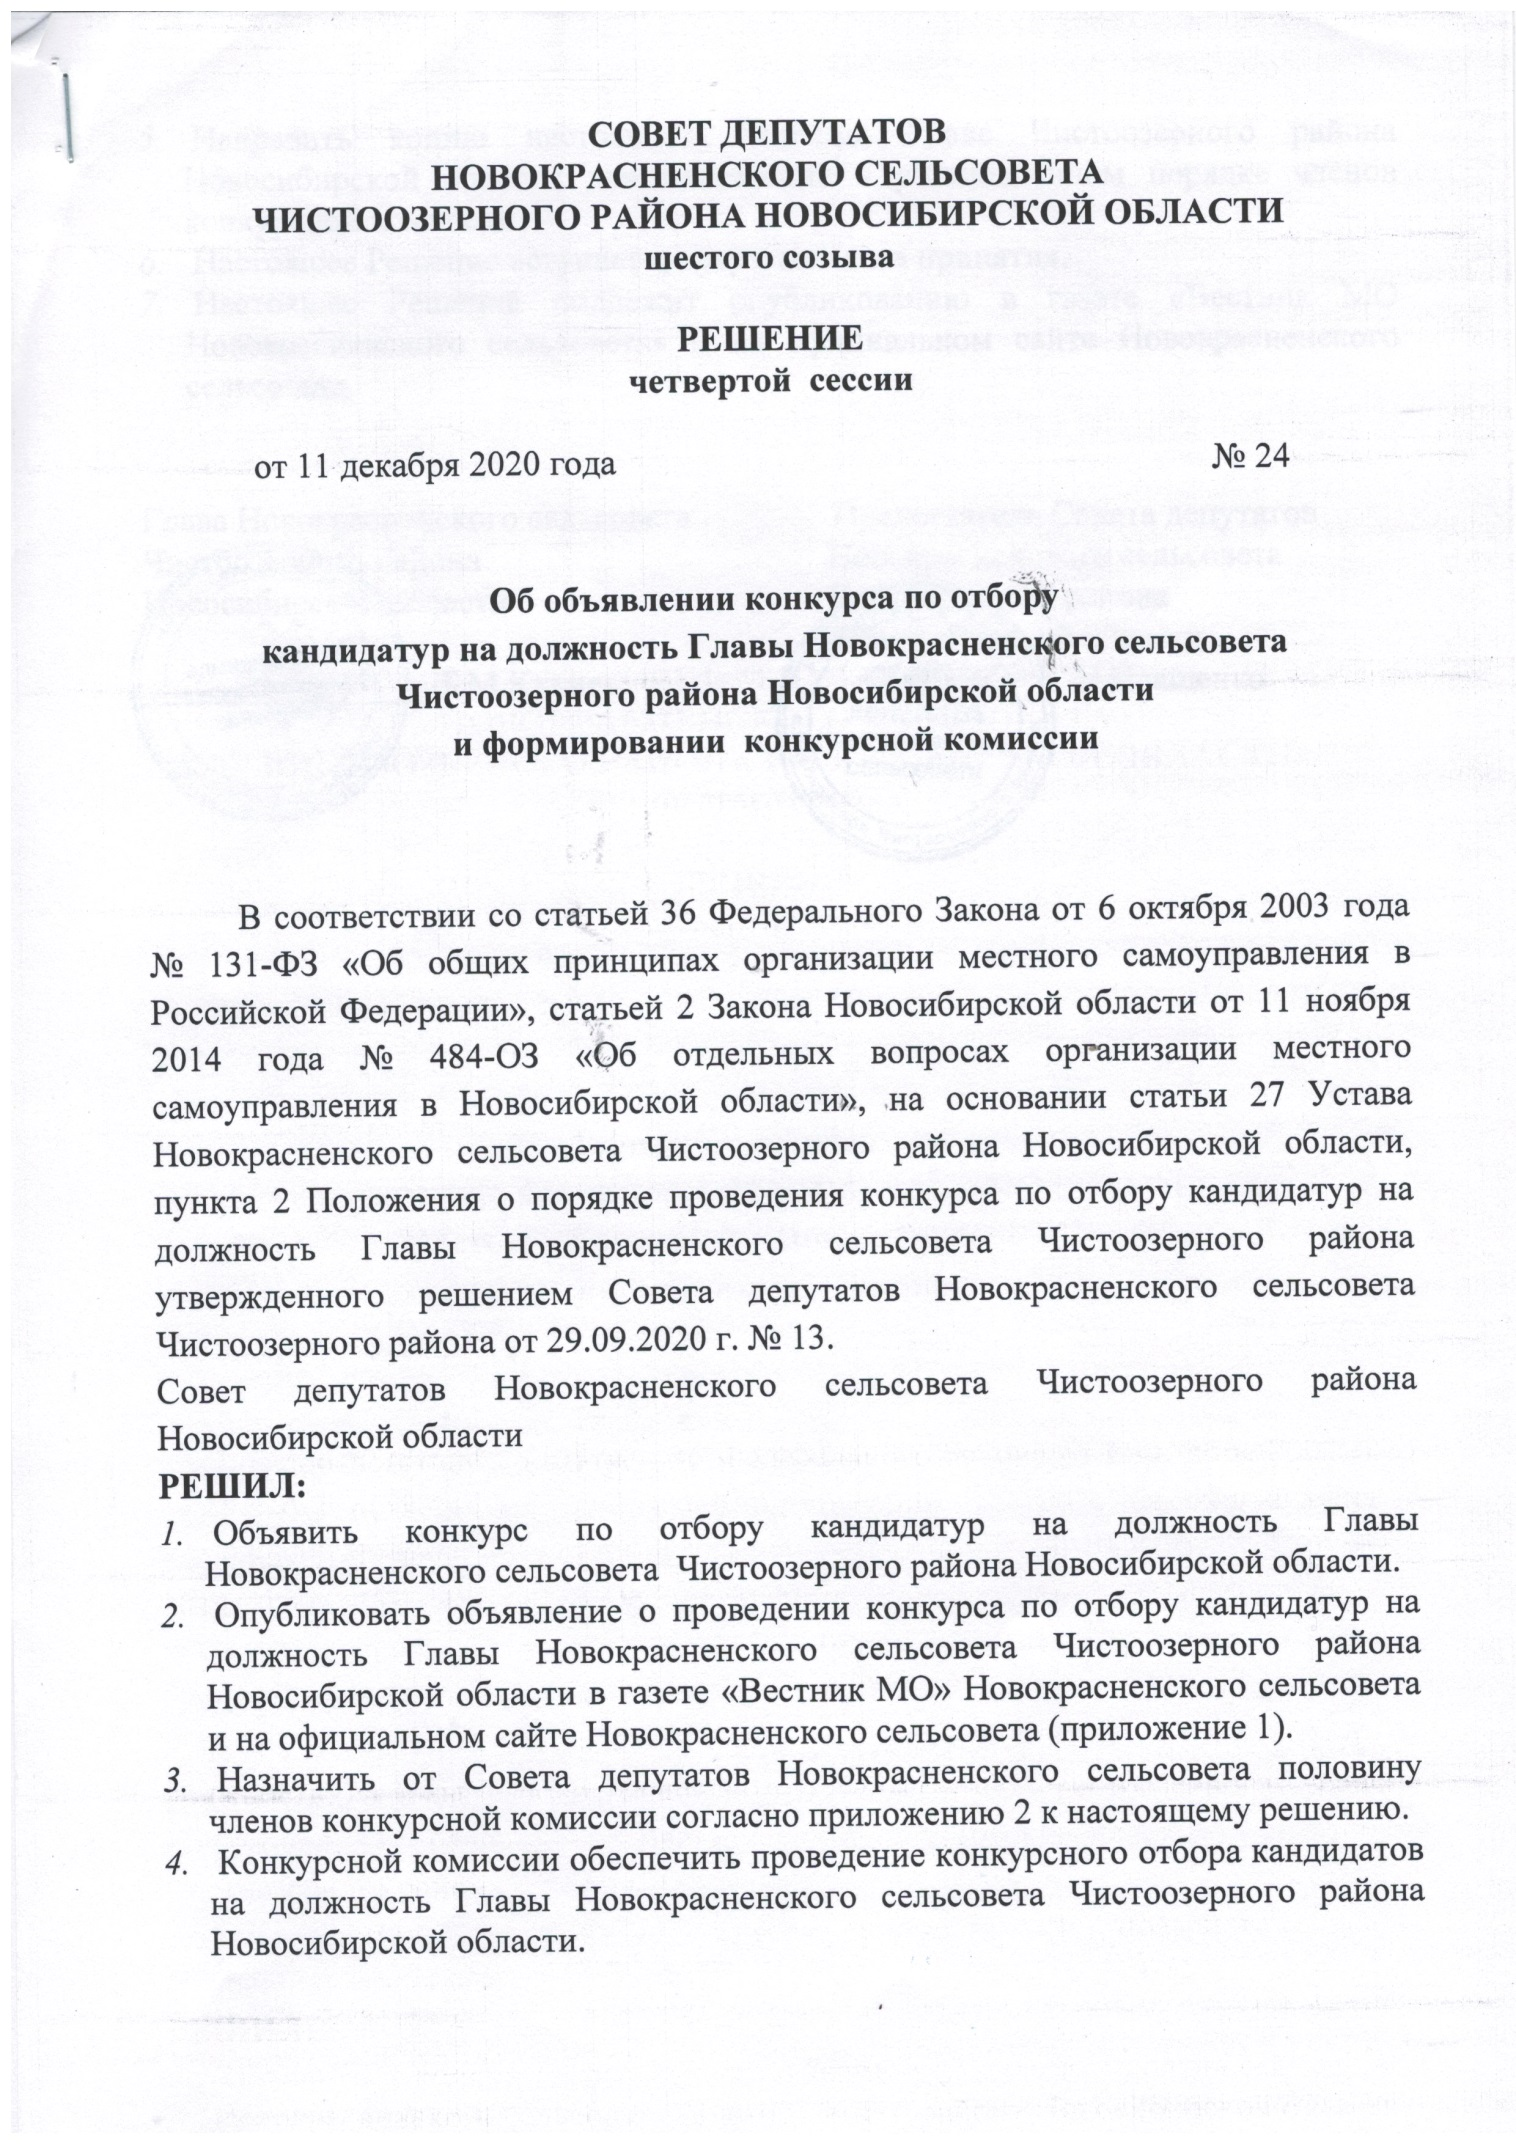 СОВЕТ ДЕПУТАТОВ
НОВОКРАСНЕНСКОГО СЕЛЬСОВЕТА
ЧИСТООЗЕРНОГО РАЙОНА НОВОСИБИРСКОЙ ОБЛАСТИ
шестого созыва
РЕШЕНИЕ
четвертой сессии
от 11 декабря 2020 года № 24
Об объявлении конкурса по отбору
кандидатур на должность Главы Новокрасненского сельсовета
Чистоозерного района Новосибирской области
и формировании конкурсной комиссии
В соответствии со статьей 36 Федерального Закона от 6 октября 2003 года
№ 131-ФЗ «Об общих принципах организации местного самоуправления в
Российской Федерации», статьей 2 Закона Новосибирской области от 11 ноября
2014 года № 484-ОЗ «Об отдельных вопросах организации местного
самоуправления в Новосибирской области», на основании статьи 27 Устава
Новокрасненского сельсовета Чистоозерного района Новосибирской области,
пункта 2 Положения о порядке проведения конкурса по отбору кандидатур на
должность Главы Новокрасненского сельсовета Чистоозерного района
утвержденного решением Совета депутатов Новокрасненского сельсовета
Чистоозерного района от 29.09.2020 г. № 13.
Совет депутатов Новокрасненского сельсовета Чистоозерного района
Новосибирской области
РЕШИЛ:
1. Объявить конкурс по отбору кандидатур на должность Главы
Новокрасненского сельсовета Чистоозерного района Новосибирской области.
2. Опубликовать объявление о проведении конкурса по отбору кандидатур на
должность Главы Новокрасненского сельсовета Чистоозерного района
Новосибирской области в газете «Вестник МО» Новокрасненского сельсовета
и на официальном сайте Новокрасненского сельсовета (приложение 1).
3. Назначить от Совета депутатов Новокрасненского сельсовета половину
членов конкурсной комиссии согласно приложению 2 к настоящему решению.
4. Конкурсной комиссии обеспечить проведение конкурсного отбора кандидатов
на должность Главы Новокрасненского сельсовета Чистоозерного района
Новосибирской области.